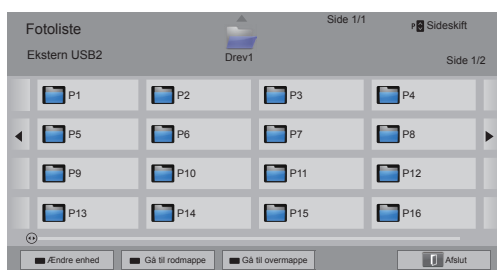 Fotoliste
Side 1/1
P Sideskift
Ekstern USB2
Drev1
Side 1/2
P1 P2 P3 P4
P5 P6 P7 P8
P9 P10 P11 P12
P13 P14 P15 P16
Ændre enhed Gå til rodmappe Gå til overmappe Afslut